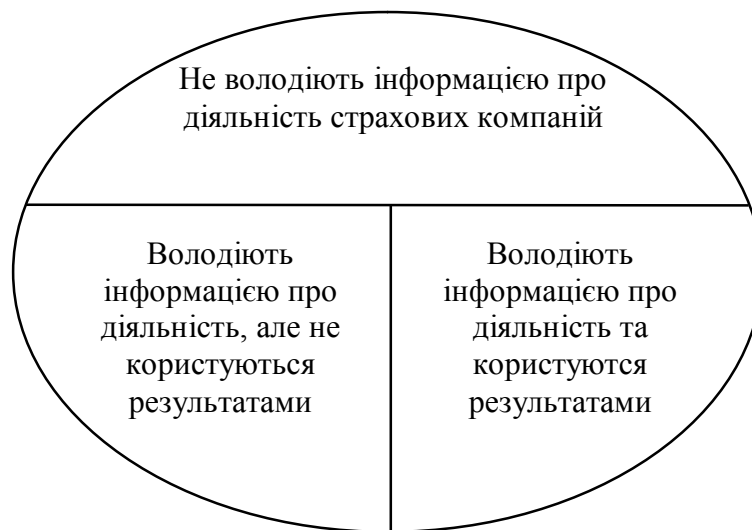 Не володіють інформацією про
діяльність страхових компаній
Володіють
інформацією про
діяльність, але не
користуються
результатами
Володіють
інформацією про
діяльність та
користуются
результатами